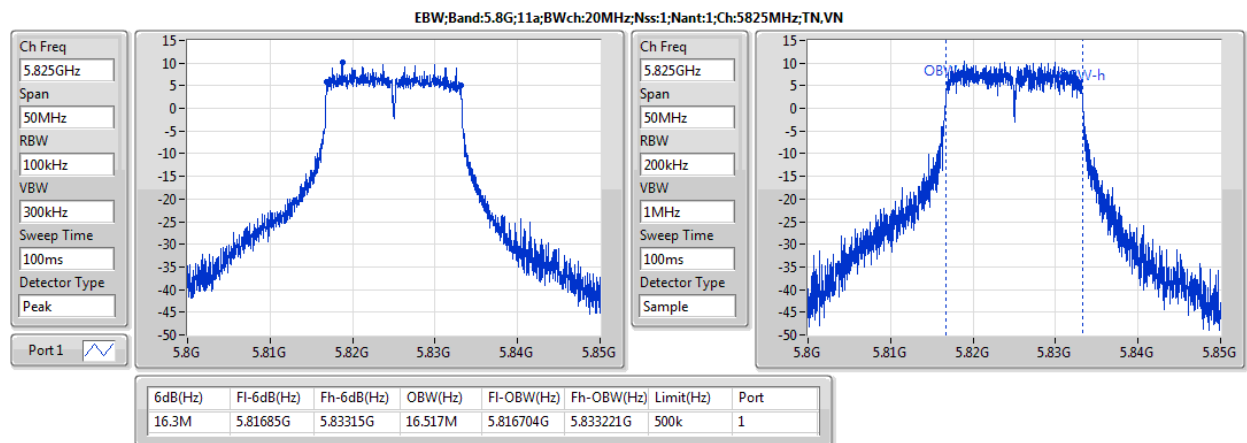 EBW;Band:5.8G;11a;BWch:20MHz;Nss:1;Nant:1;Ch:5825MHz;TN,VN
Ch Freq
5.825GHz
Span
50MHz
RBW
100kHz
VBW
300kHz
Sweep Time
100ms
Detector Type
Peak
Port 1
15
10
5
0
-5
-10
-15
-20
-25
-30
-35
-40
-45
-50
5.8G 5.81G 5.82G 5.83G 5.84G 5.85G
Ch Freq
5.825GHz
Span
50MHz
RBW
200kHz
VBW
1MHz
Sweep Time
100ms
Detector Type
Sample
15
10
5
0
-5
-10
-15
-20
-25
-30
-35
-40
-45
-50
5.8G 5.81G 5.82G 5.83G 5.84G 5.85G
6dB(Hz) Fl-6dB(Hz) Fh-6dB(Hz) OBW(Hz) Fl-OBW(Hz) Fh-OBW(Hz) Limit(Hz) Port
16.3M 5.81685G 5.83315G 16.517M 5.816704G 5.833221G 500k 1